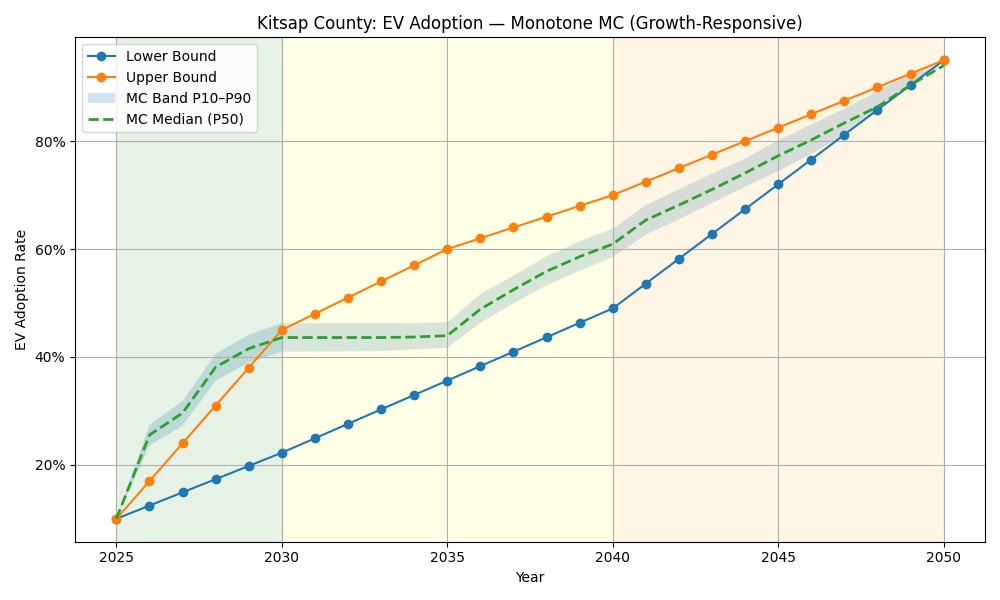 Kitsap County: EV Adoption — Monotone MC (Growth-Responsive)
Lower Bound
Upper Bound
MC Band P10–P90
MC Median (P50)
EV Adoption Rate
80%
60%
40%
20%
2025 2030 2035 2040 2045 2050
Year